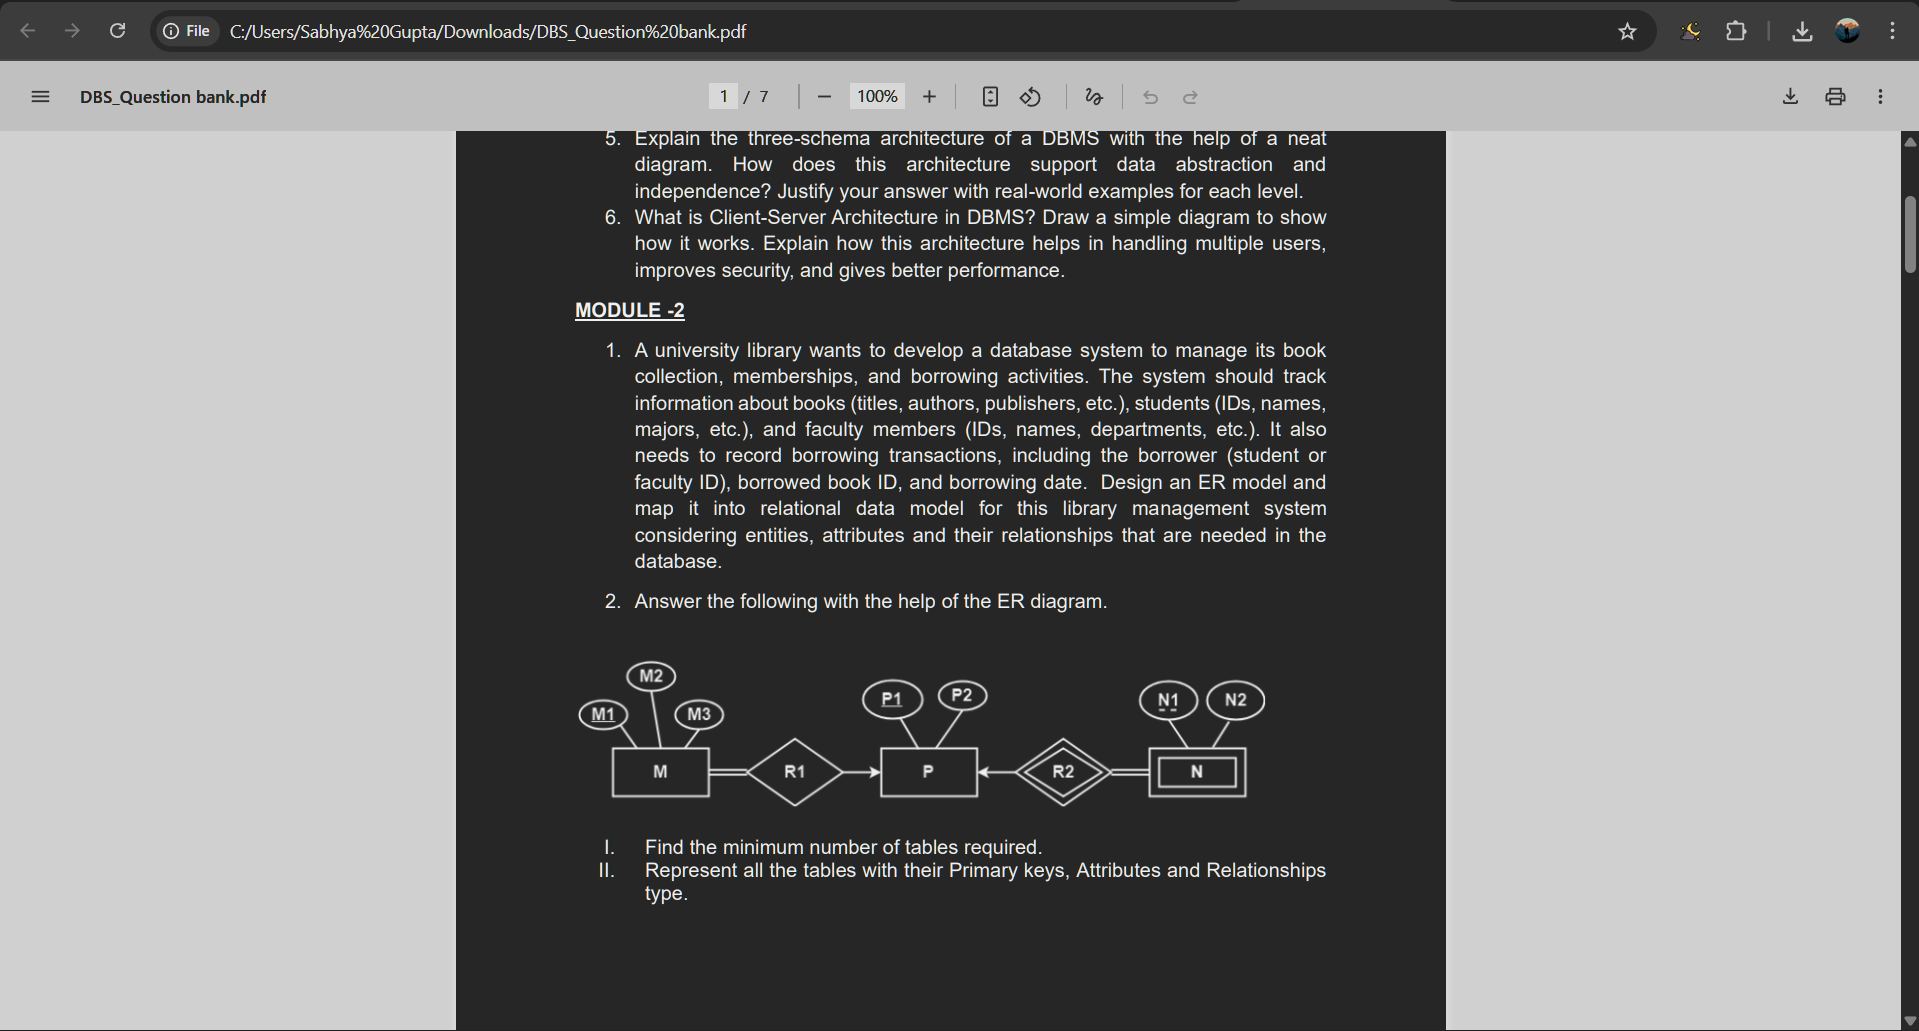 File
C:/Users/Sabhya%20Gupta/Downloads/DBS_Question%20bank.pdf
DBS_Question bank.pdf
1 / 7
100%
5. Explain the three-schema architecture of a DBMS with the help of a neat
diagram. How does this architecture support data abstraction and
independence? Justify your answer with real-world examples for each level.
6. What is Client-Server Architecture in DBMS? Draw a simple diagram to show
how it works. Explain how this architecture helps in handling multiple users,
improves security, and gives better performance.
MODULE -2
1. A university library wants to develop a database system to manage its book
collection, memberships, and borrowing activities. The system should track
information about books (titles, authors, publishers, etc.), students (IDs, names,
majors, etc.), and faculty members (IDs, names, departments, etc.). It also
needs to record borrowing transactions, including the borrower (student or
faculty ID), borrowed book ID, and borrowing date. Design an ER model and
map it into relational data model for this library management system
considering entities, attributes and their relationships that are needed in the
database.
2. Answer the following with the help of the ER diagram.
M2
M1
M3
P1
P2
N1
N2
M
R1
P
R2
N
I. Find the minimum number of tables required.
II. Represent all the tables with their Primary keys, Attributes and Relationships
type.